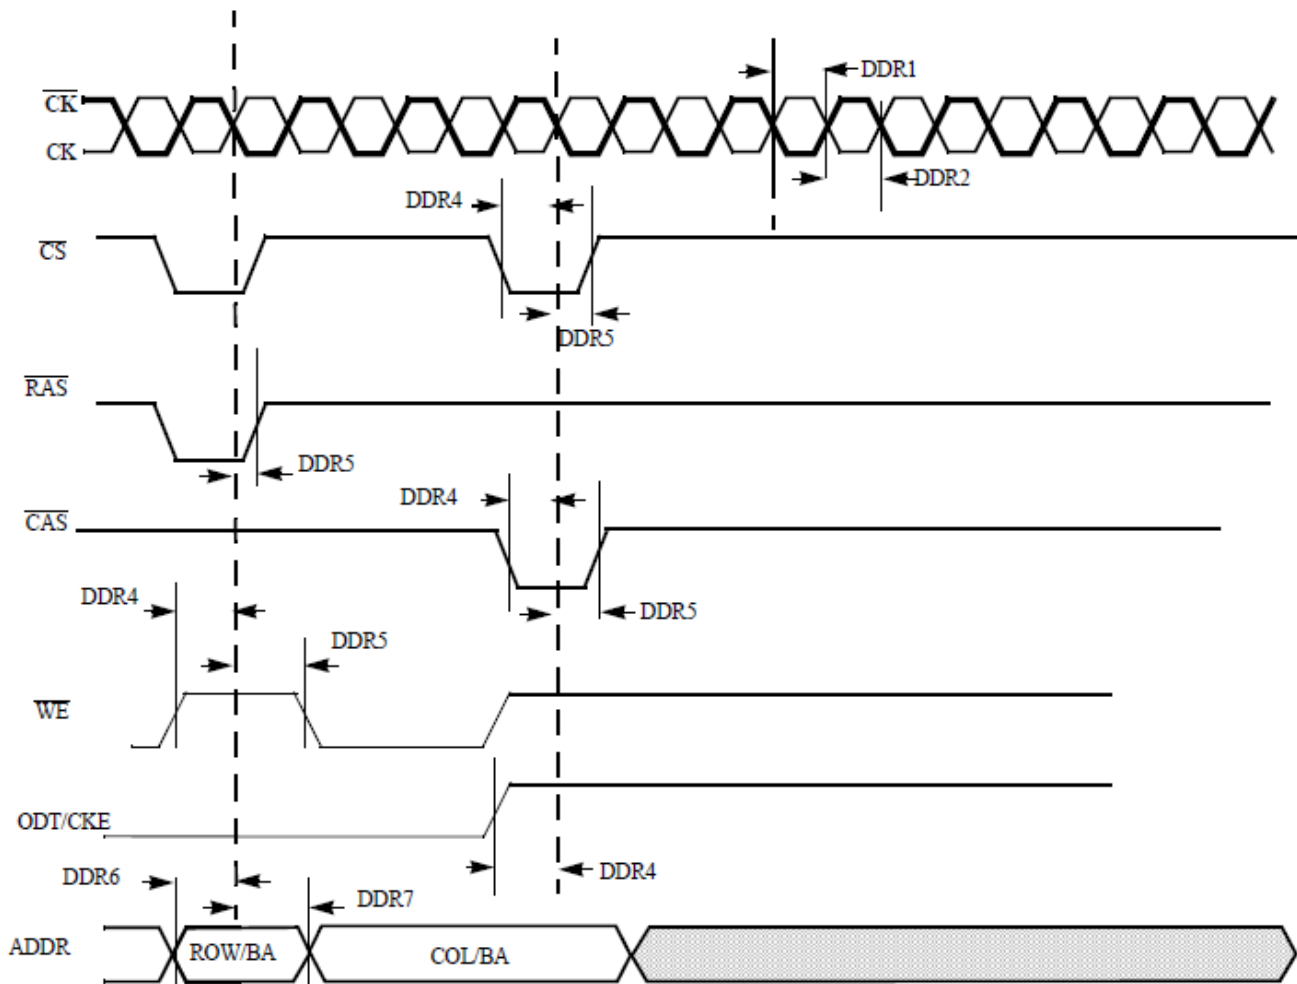 DDR1
CK
CK
DDR2
DDR4
CS
DDR5
RAS
DDR5
DDR4
CAS
DDR4
DDR5
DDR5
WE
ODT/CKE
DDR6
DDR4
DDR7
ADDR
ROW/BA
COL/BA